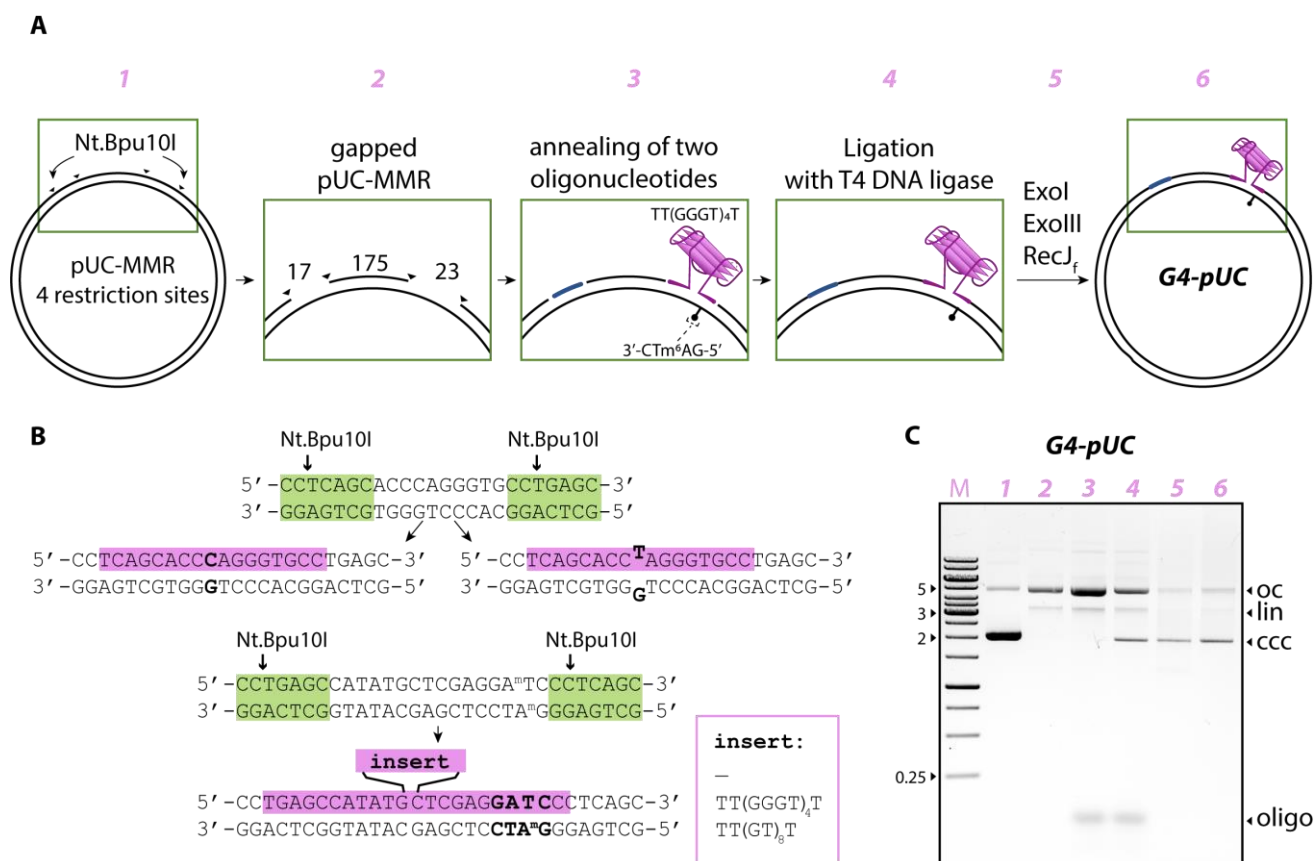 A
1 2 3 4 5 6
Nt.Bpu10I
pUC-MMR
4 restriction sites
gapped
pUC-MMR
17 175 23
annealing of two
oligonucleotides
TT(GGGT)₄T
3′-CTm⁶AG-5′
Ligation
with T4 DNA ligase
ExoI
ExoIII
RecJf
G4-pUC
B
Nt.Bpu10I Nt.Bpu10I
5′-CCTCAGCACCCAGGGTGCCTGAGC-3′
3′-GGAGTCGTGGGTCCCACGGACTCG-5′
5′-CCTCAGCACCCAGGGTGCCTGAGC-3′ 5′-CCTCAGCACCTAGGGTGCCTGAGC-3′
3′-GGAGTCGTGGGTCCCACGGACTCG-5′ 3′-GGAGTCGTGGGTCCCACGGACTCG-5′
Nt.Bpu10I Nt.Bpu10I
5′-CCTGAGCCATATGCTCGAGGAᵐTCCCTCAGC-3′
3′-GGACTCGGTATACGAGCTCCTAᵐGGGAGTCG-5′
insert
5′-CCTGAGCCATATGCTCGAGGATCCCTCAGC-3′
3′-GGACTCGGTATACGAGCTCCTAᵐGGGAGTCG-5′
insert:
—
TT(GGGT)₄T
TT(GT)₈T
C
G4-pUC
M 1 2 3 4 5 6
5 oc
3 lin
2 ccc
0.25
oligo